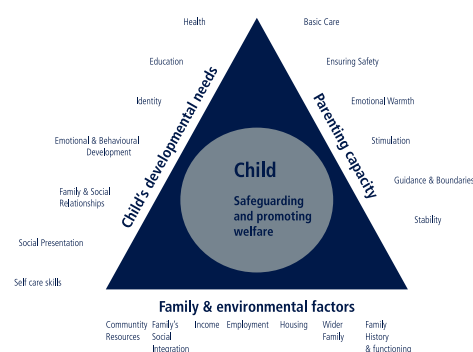 Health
Education
Identity
Emotional & Behavioural
Development
Family & Social
Relationships
Social Presentation
Self care skills
Child's developmental needs
Child
Safeguarding
and promoting
welfare
Parenting capacity
Basic Care
Ensuring Safety
Emotional Warmth
Stimulation
Guidance & Boundaries
Stability
Family & environmental factors
Communtity
Resources
Family's
Social
Integration
Income
Employment
Housing
Wider
Family
Family
History
& functioning